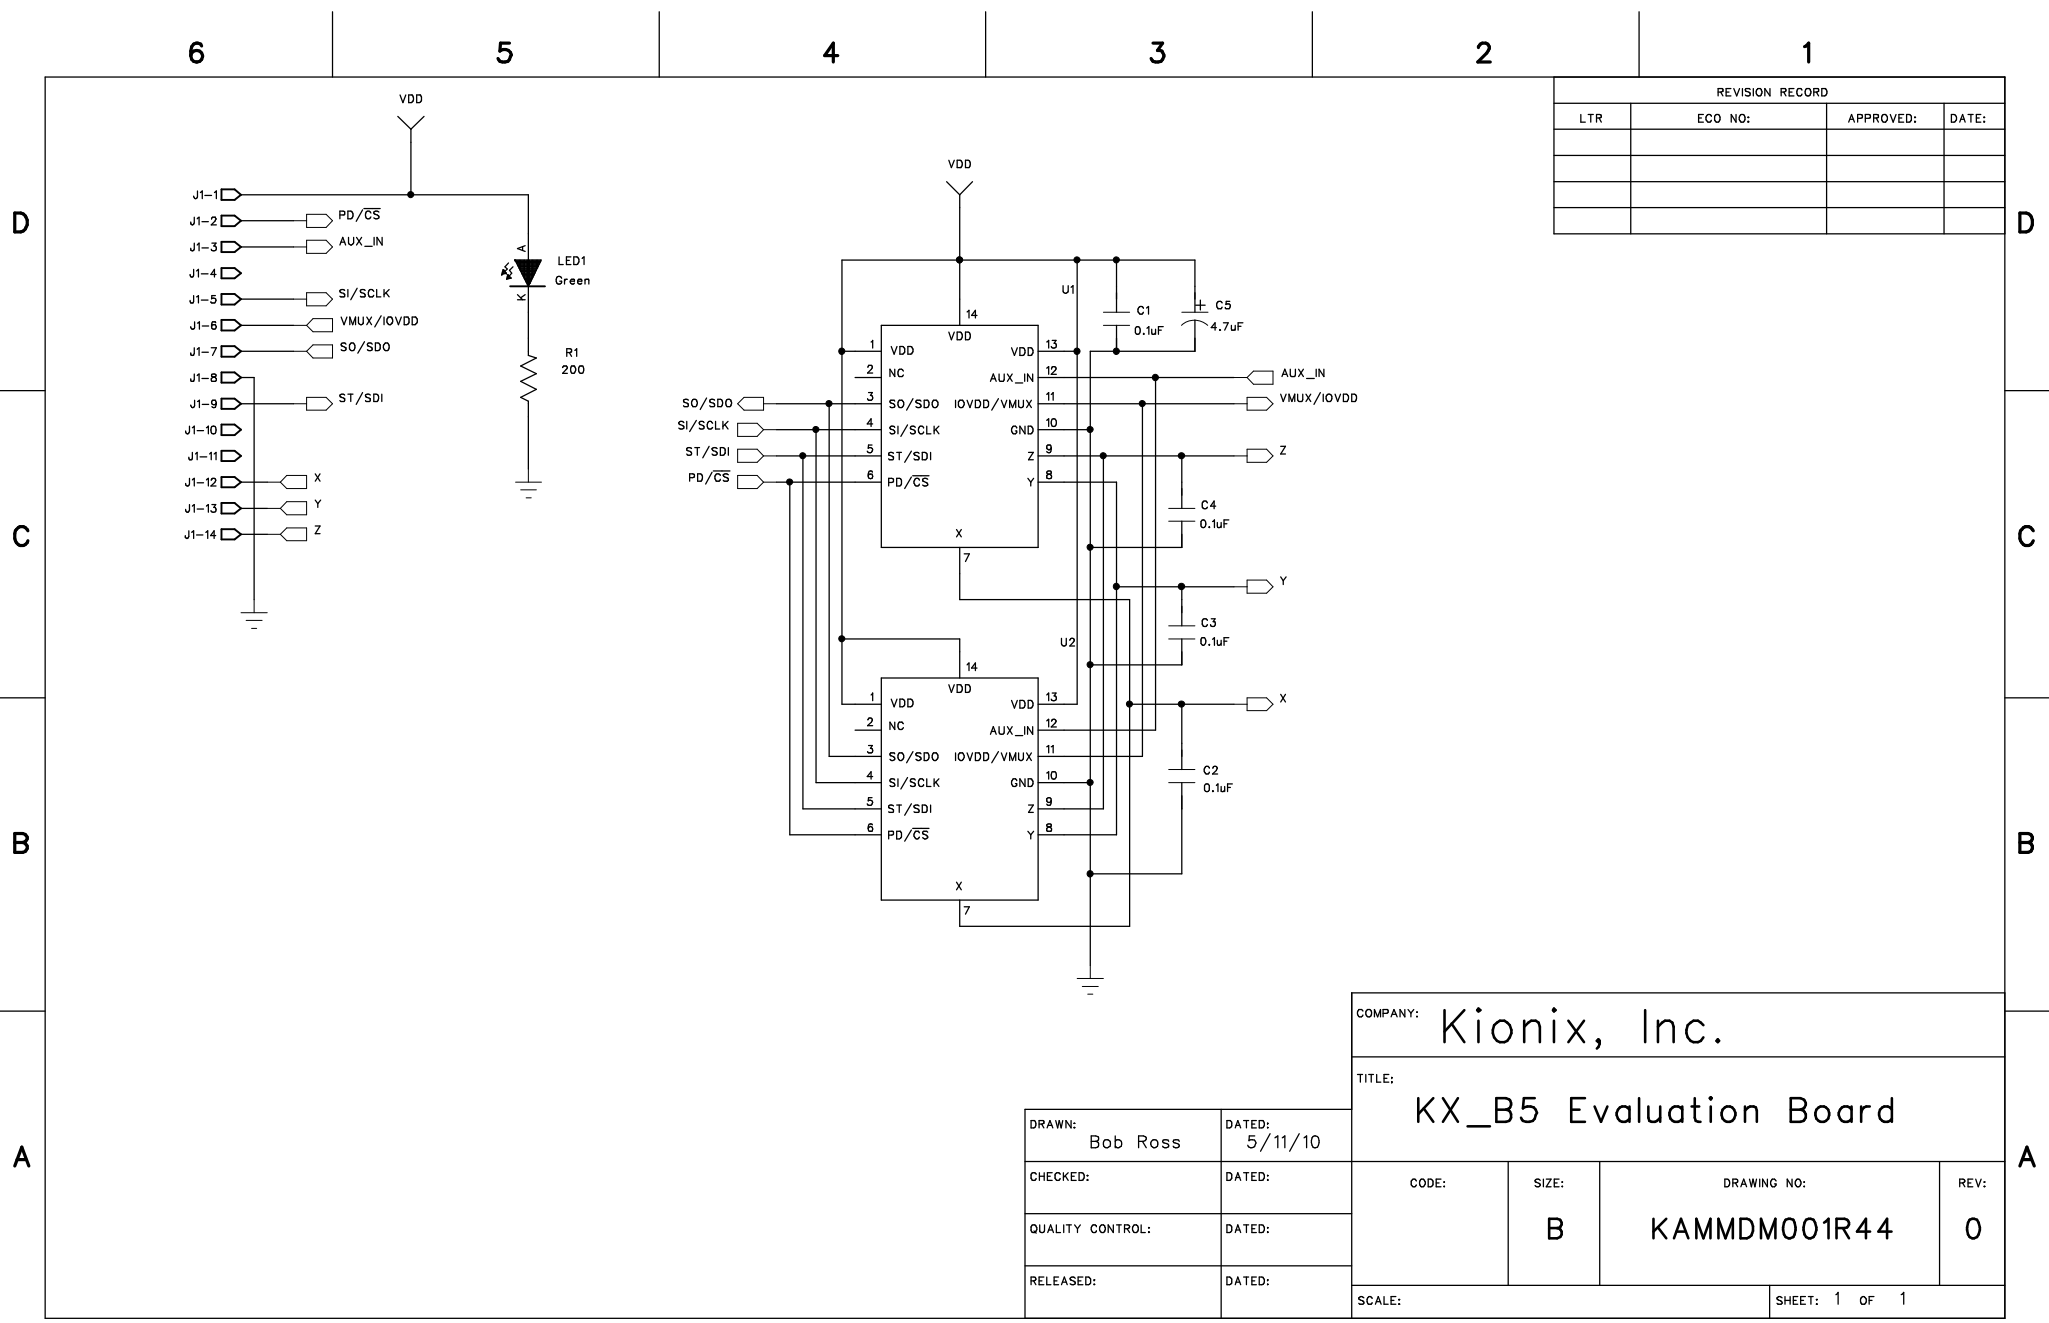 6 5 4 3 2 1
REVISION RECORD
LTR ECO NO: APPROVED: DATE:
D
D
VDD
J1-1
J1-2 PD/C̅S̅
J1-3 AUX_IN
J1-4
J1-5 SI/SCLK
J1-6 VMUX/IOVDD
J1-7 SO/SDO
J1-8
J1-9 ST/SDI
J1-10
J1-11
J1-12 X
J1-13 Y
J1-14 Z
A
LED1
Green
K
R1
200
VDD
U1
C1
0.1uF
+ C5
4.7uF
14
VDD
1 VDD VDD 13
2 NC AUX_IN 12 AUX_IN
SO/SDO 3 SO/SDO IOVDD/VMUX 11 VMUX/IOVDD
SI/SCLK 4 SI/SCLK GND 10
ST/SDI 5 ST/SDI Z 9 Z
PD/C̅S̅ 6 PD/C̅S̅ Y 8
X
7
C4
0.1uF
Y
C3
0.1uF
C
C
U2
14
VDD
X
1 VDD VDD 13
2 NC AUX_IN 12
3 SO/SDO IOVDD/VMUX 11
4 SI/SCLK GND 10
5 ST/SDI Z 9
6 PD/C̅S̅ Y 8
X
7
C2
0.1uF
B
B
COMPANY: Kionix, Inc.
TITLE:
KX_B5 Evaluation Board
DRAWN: Bob Ross
DATED: 5/11/10
CHECKED: DATED:
QUALITY CONTROL: DATED:
RELEASED: DATED:
CODE: SIZE: DRAWING NO: REV:
B KAMMDM001R44 0
SCALE: SHEET: 1 OF 1
A
A